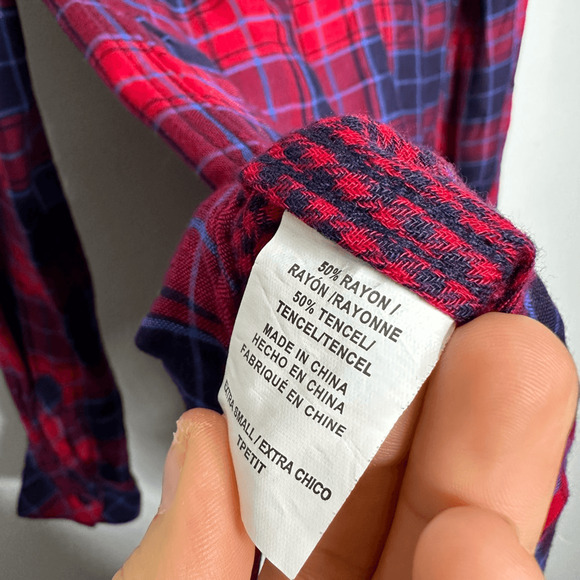 50% RAYON /
RAYÓN /RAYONNE
50% TENCEL/
TENCEL/TENCEL
MADE IN CHINA
HECHO EN CHINA
FABRIQUÉ EN CHINE
EXTRA SMALL / EXTRA CHICO
TPETIT